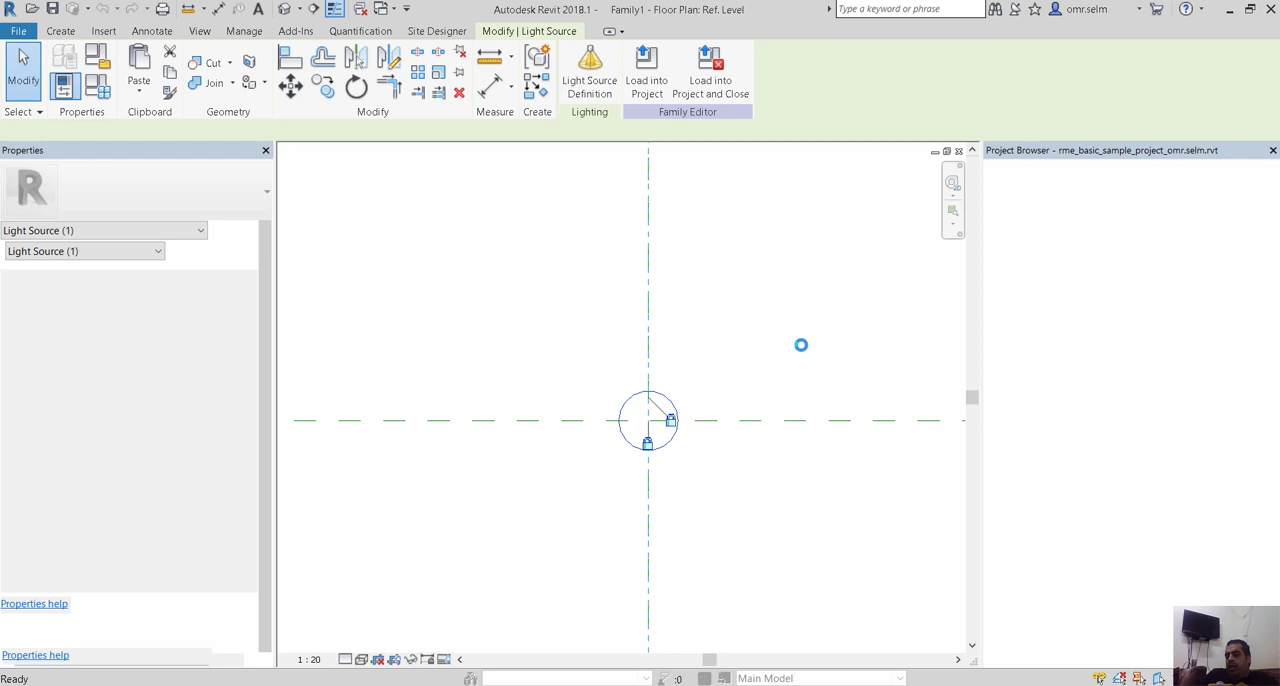 Autodesk Revit 2018.1 - Family1 - Floor Plan: Ref. Level
Type a keyword or phrase
omr.selm
File Create Insert Annotate View Manage Add-Ins Quantification Site Designer Modify | Light Source
Modify
Paste
Cut
Join
Light Source
Definition
Load into
Project
Load into
Project and Close
Select Properties Clipboard Geometry Modify Measure Create Lighting Family Editor
Properties
Project Browser - rme_basic_sample_project_omr.selm.rvt
R
Light Source (1)
Light Source (1)
2D
Properties help
Properties help
1 : 20
Ready
:0
Main Model